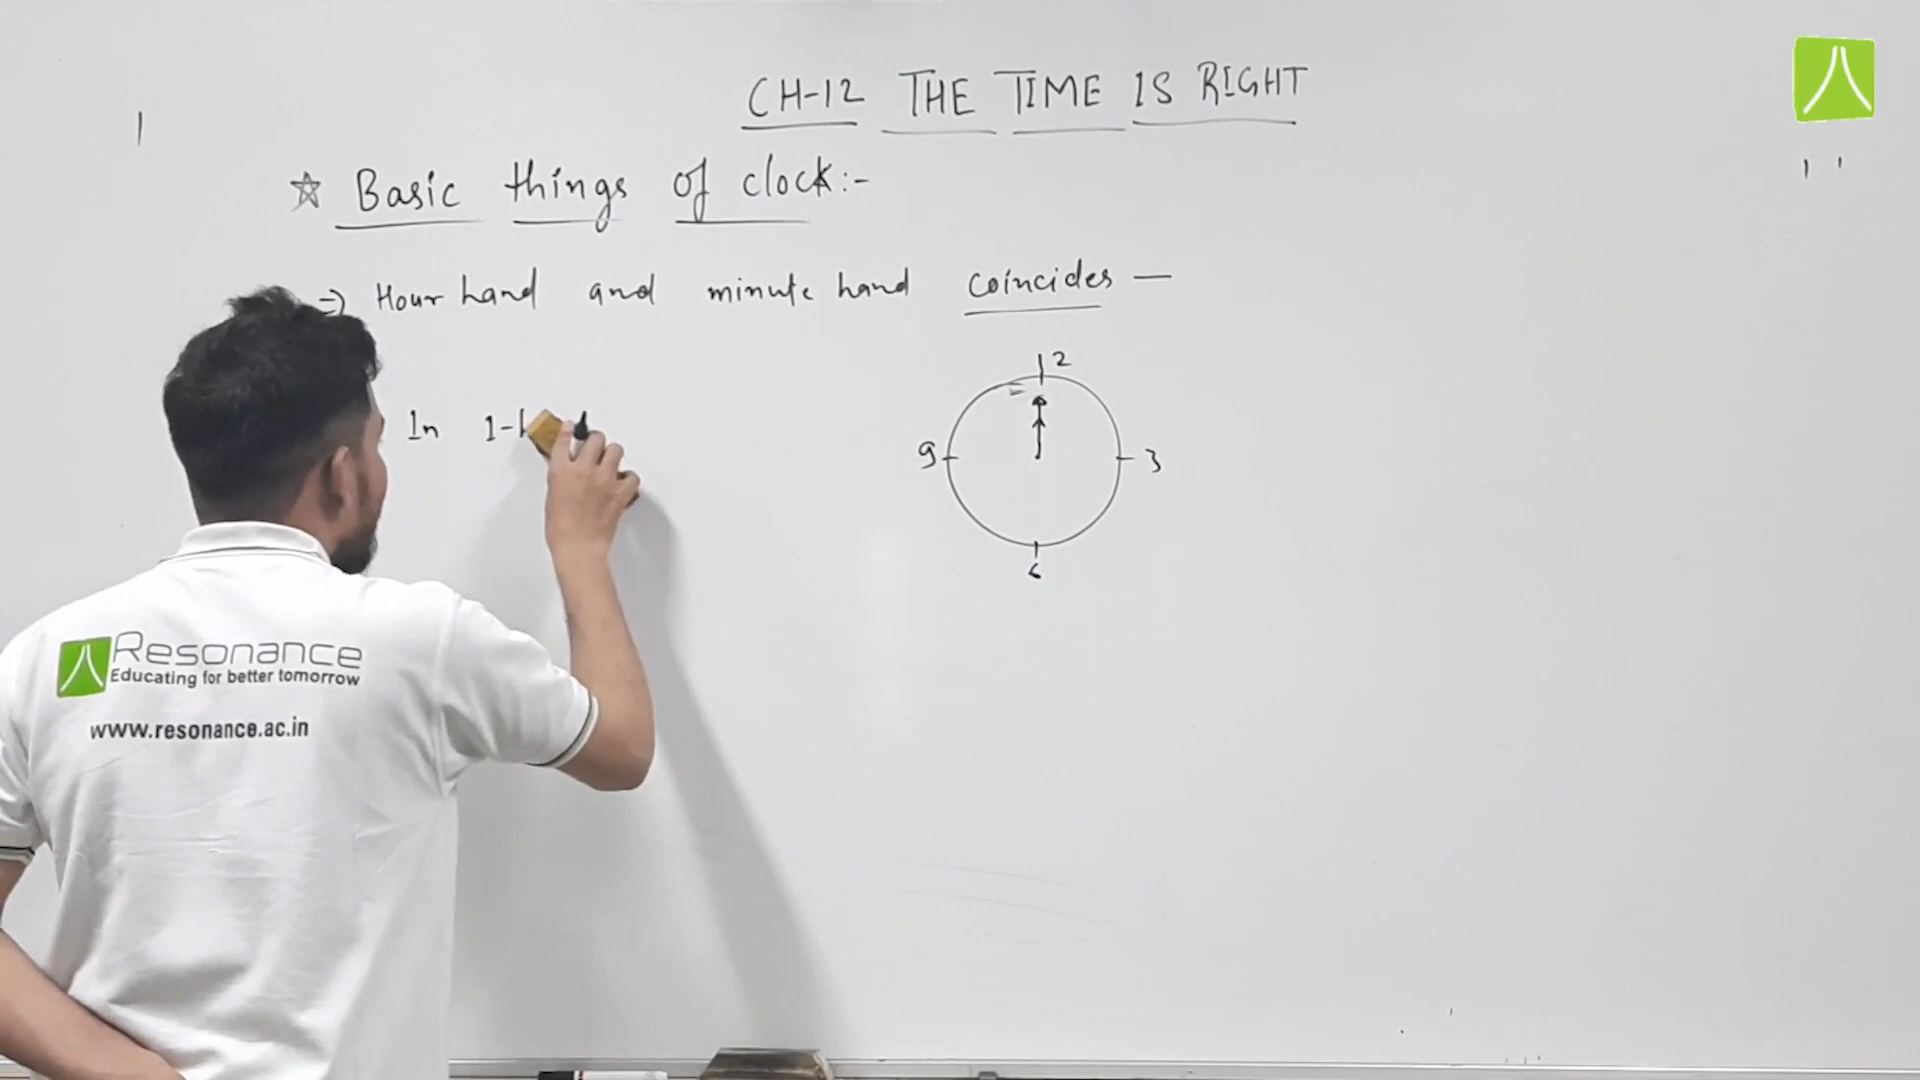 CH-12 THE TIME IS RIGHT
☆ Basic things of clock:-
=> Hour hand and minute hand coincides —
12
In 1-h
9
3
6
Resonance
Educating for better tomorrow
www.resonance.ac.in